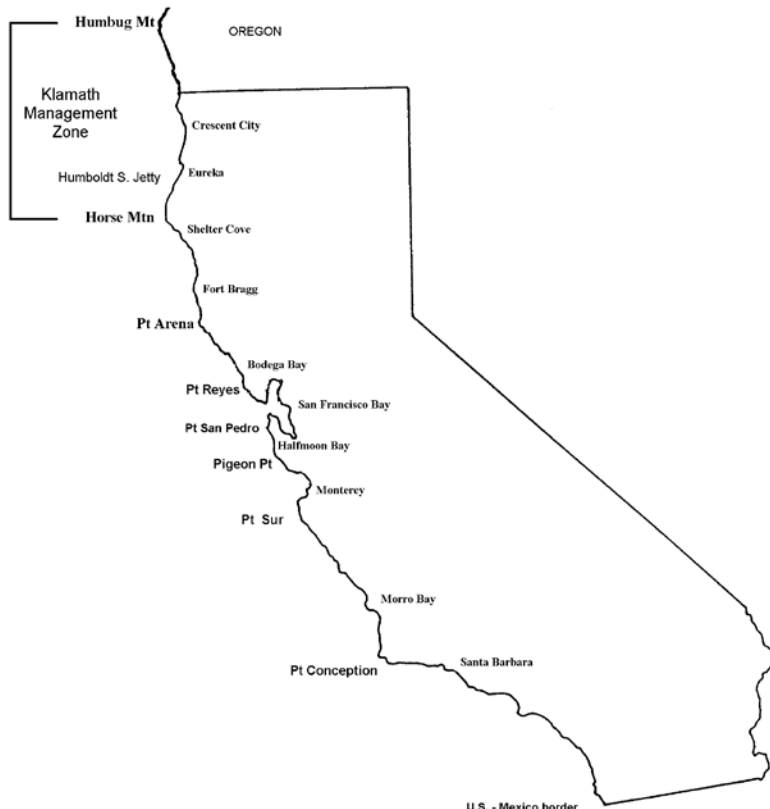 Humbug Mt
OREGON
Klamath
Management
Zone
Crescent City
Humboldt S. Jetty
Eureka
Horse Mtn
Shelter Cove
Fort Bragg
Pt Arena
Bodega Bay
Pt Reyes
San Francisco Bay
Pt San Pedro
Halfmoon Bay
Pigeon Pt
Monterey
Pt Sur
Morro Bay
Pt Conception
Santa Barbara
U.S. - Mexico border